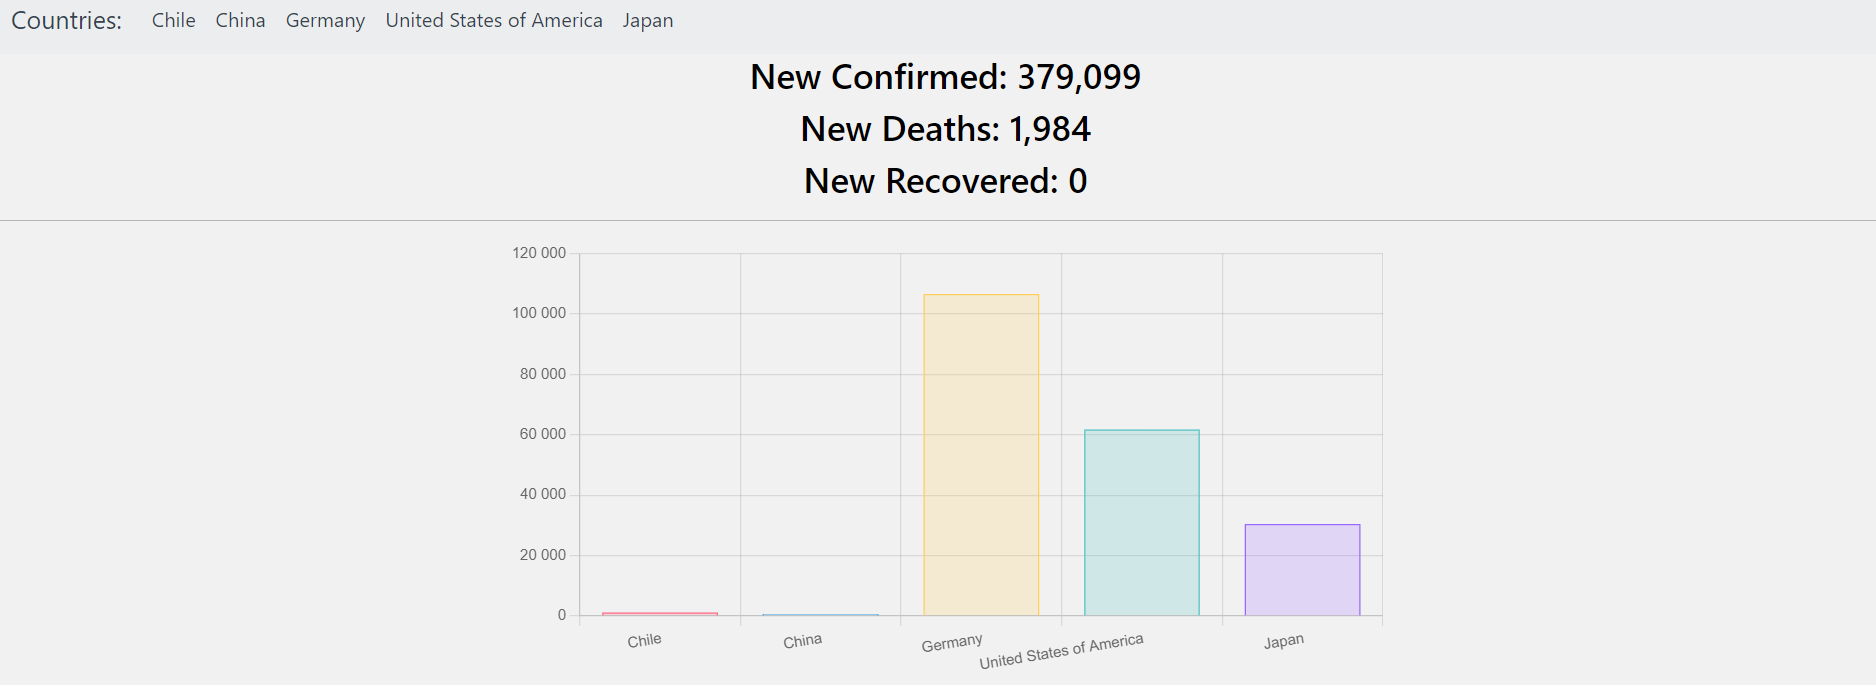 Countries: Chile China Germany United States of America Japan
New Confirmed: 379,099
New Deaths: 1,984
New Recovered: 0
120 000
100 000
80 000
60 000
40 000
20 000
0
Chile China Germany United States of America Japan